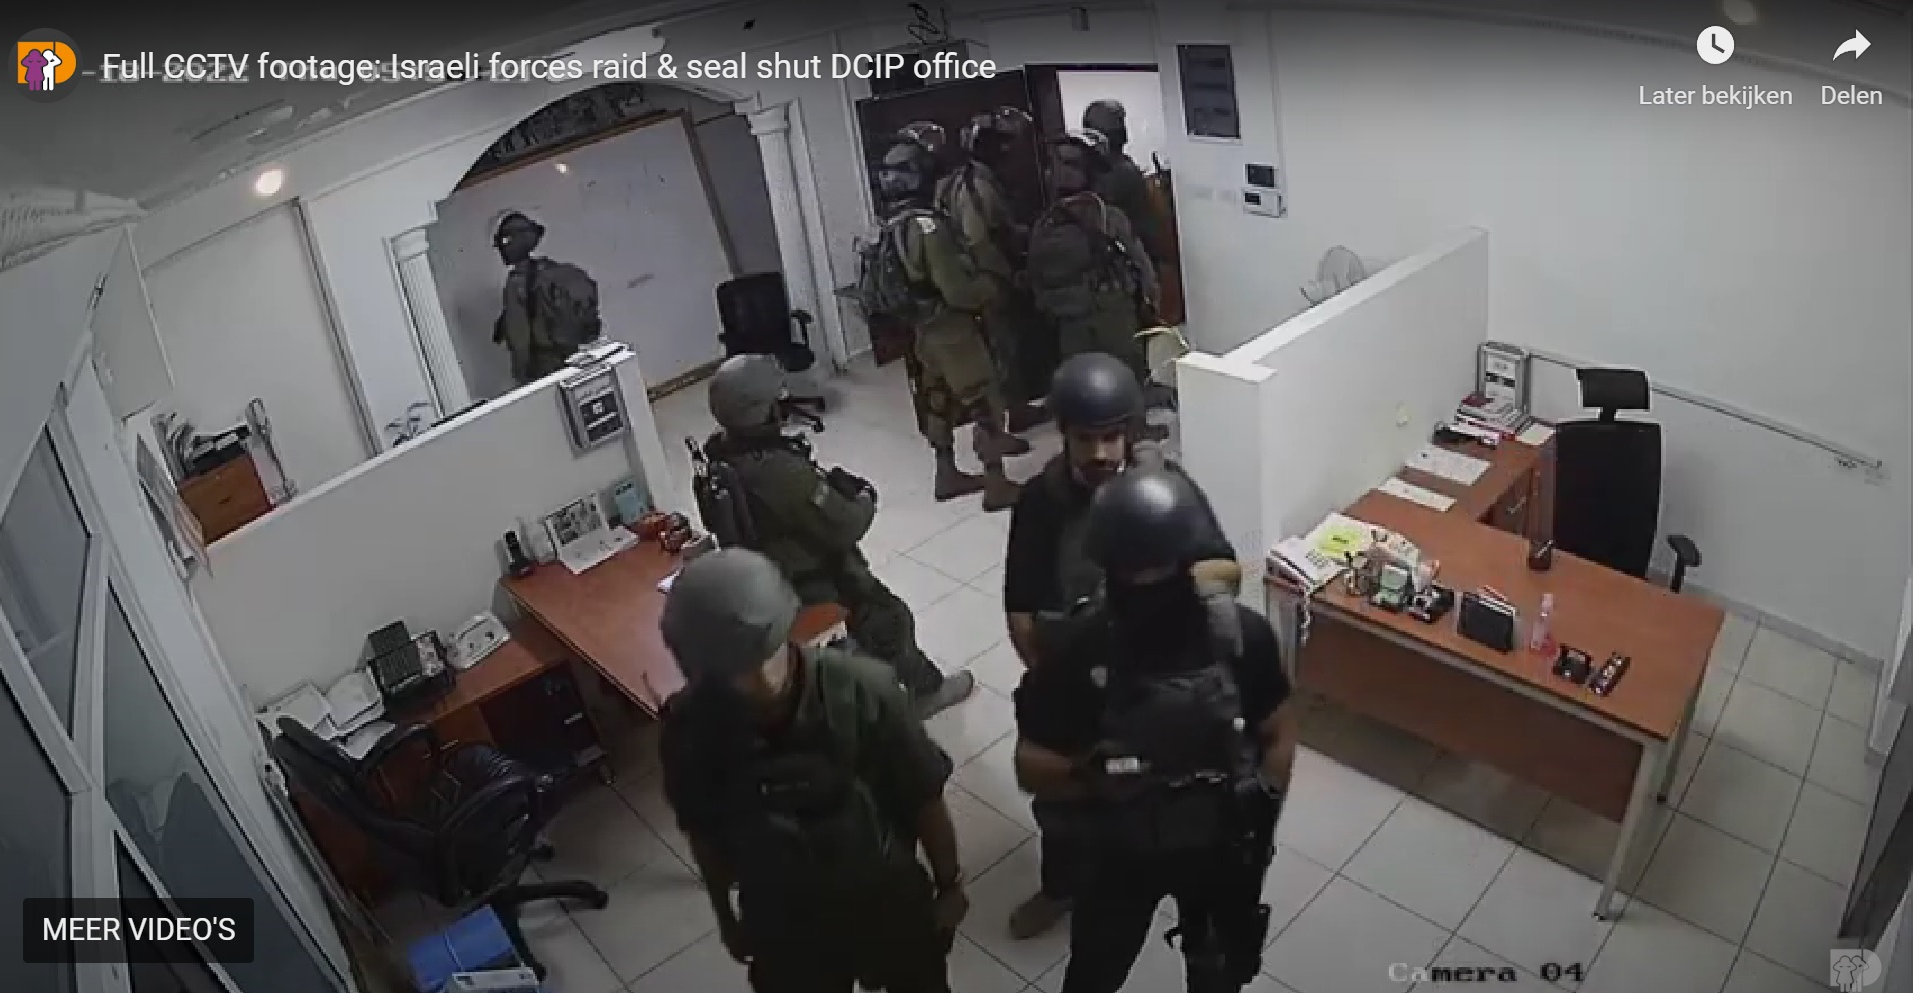 Full CCTV footage: Israeli forces raid & seal shut DCIP office
Later bekijken
Delen
MEER VIDEO'S
Camera 04